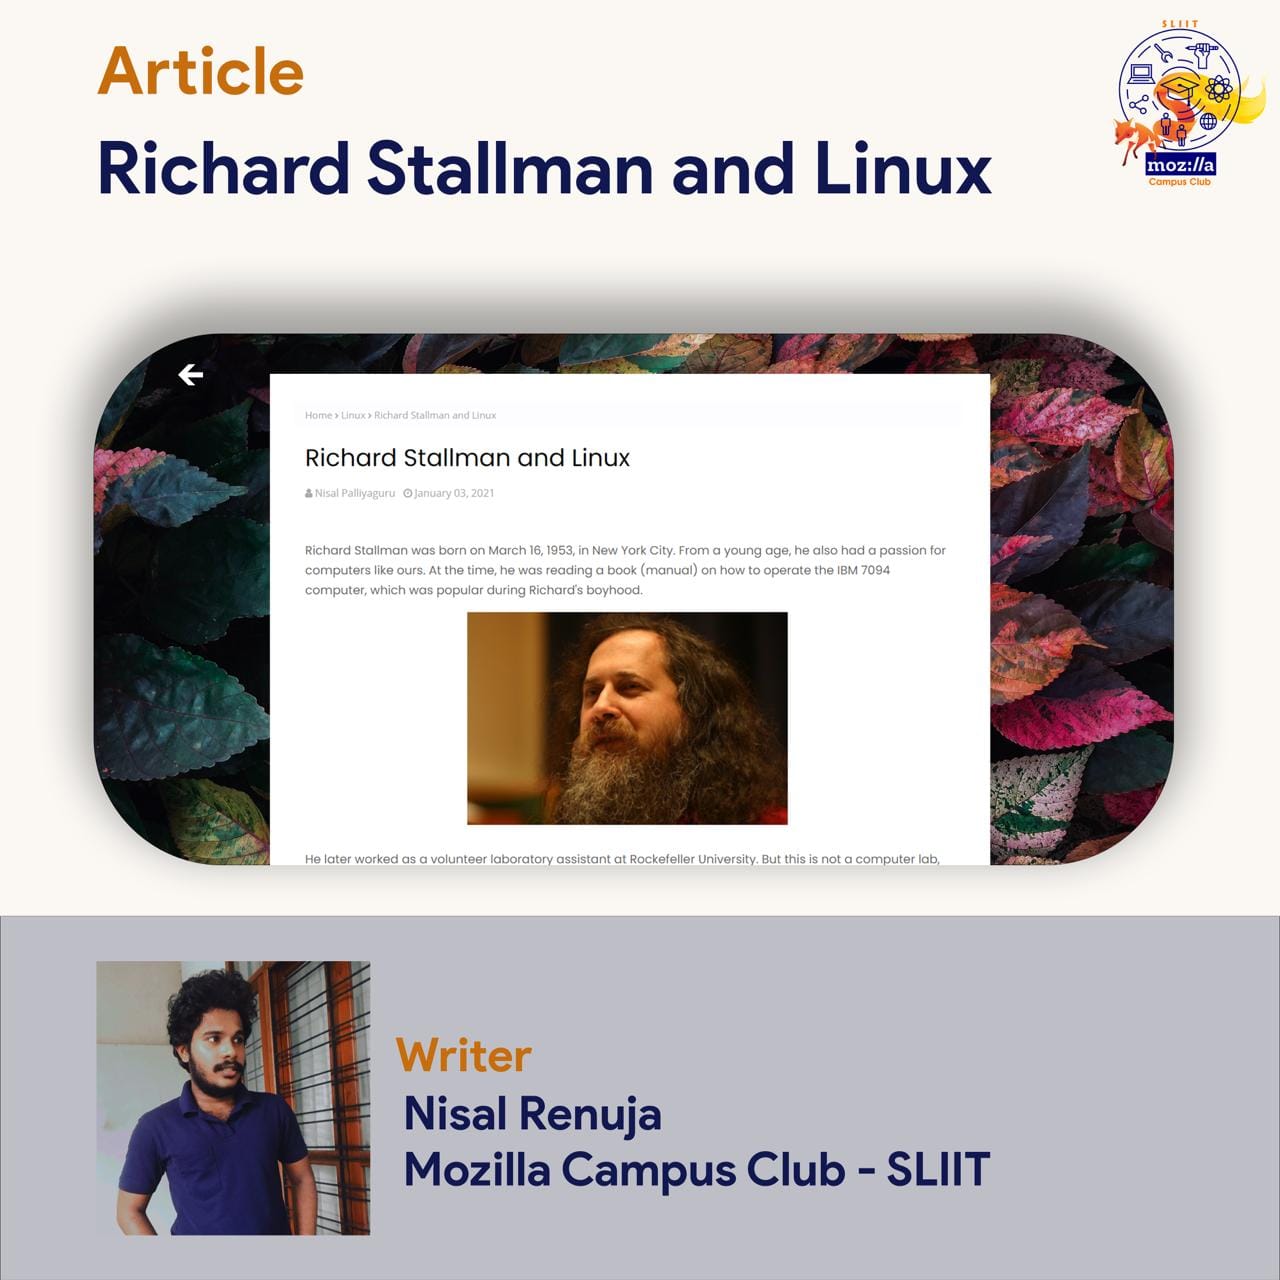 Article
SLIIT
Richard Stallman and Linux
moz://a
Campus Club
Home › Linux › Richard Stallman and Linux
Richard Stallman and Linux
Nisal Palliyaguru January 03, 2021
Richard Stallman was born on March 16, 1953, in New York City. From a young age, he also had a passion for
computers like ours. At the time, he was reading a book (manual) on how to operate the IBM 7094
computer, which was popular during Richard's boyhood.
He later worked as a volunteer laboratory assistant at Rockefeller University. But this is not a computer lab,
Writer
Nisal Renuja
Mozilla Campus Club - SLIIT